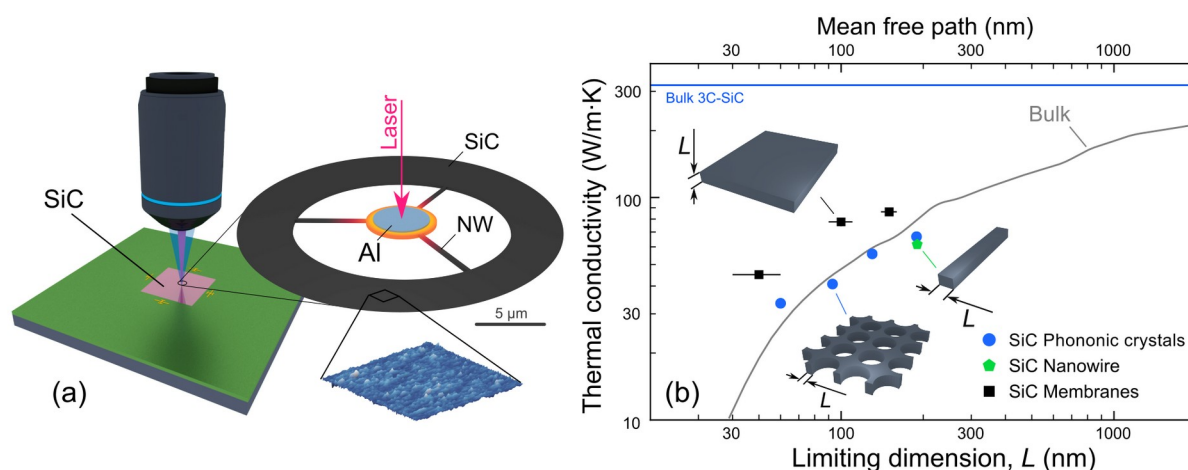 SiC
Laser
SiC
NW
Al
5 µm
(a)
Mean free path (nm)
30
100
300
1000
Thermal conductivity (W/m·K)
300
100
30
10
Bulk 3C-SiC
Bulk
L
L
L
SiC Phononic crystals
SiC Nanowire
SiC Membranes
(b)
30
100
300
1000
Limiting dimension, L (nm)